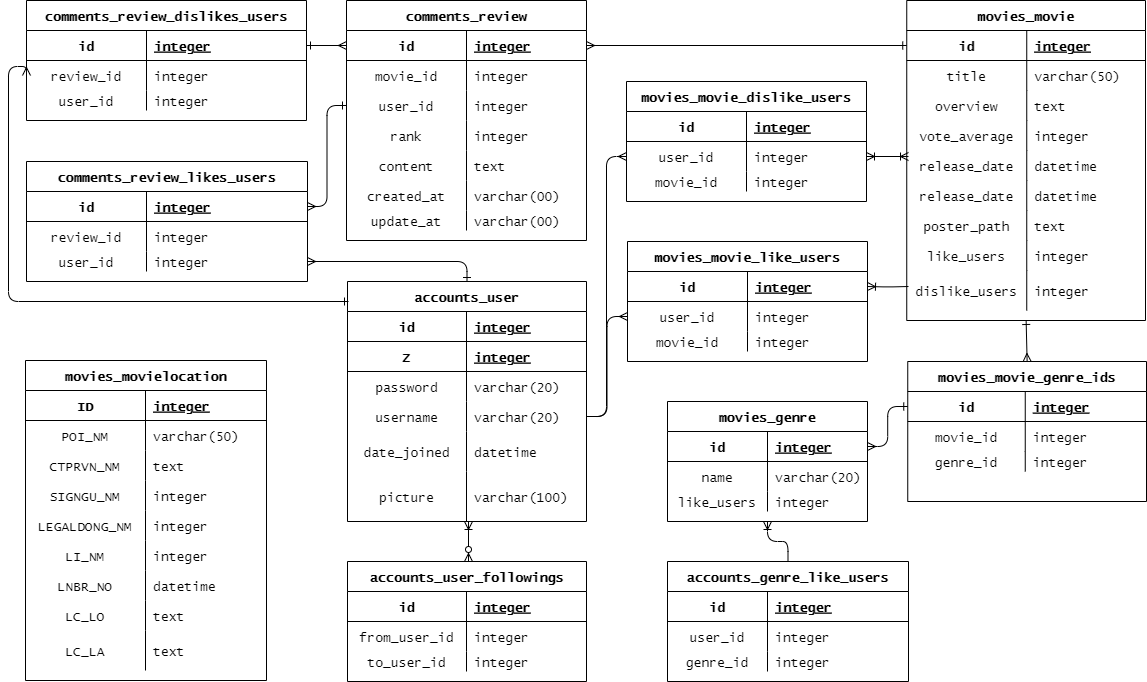 comments_review_dislikes_users
id integer
review_id integer
user_id integer
comments_review
id integer
movie_id integer
user_id integer
rank integer
content text
created_at varchar(00)
update_at varchar(00)
movies_movie
id integer
title varchar(50)
overview text
vote_average integer
release_date datetime
release_date datetime
poster_path text
like_users integer
dislike_users integer
movies_movie_dislike_users
id integer
user_id integer
movie_id integer
comments_review_likes_users
id integer
review_id integer
user_id integer
movies_movie_like_users
id integer
user_id integer
movie_id integer
accounts_user
id integer
Z integer
password varchar(20)
username varchar(20)
date_joined datetime
picture varchar(100)
movies_movielocation
ID integer
POI_NM varchar(50)
CTPRVN_NM text
SIGNGU_NM integer
LEGALDONG_NM integer
LI_NM integer
LNBR_NO datetime
LC_LO text
LC_LA text
movies_genre
id integer
name varchar(20)
like_users integer
movies_movie_genre_ids
id integer
movie_id integer
genre_id integer
accounts_user_followings
id integer
from_user_id integer
to_user_id integer
accounts_genre_like_users
id integer
user_id integer
genre_id integer